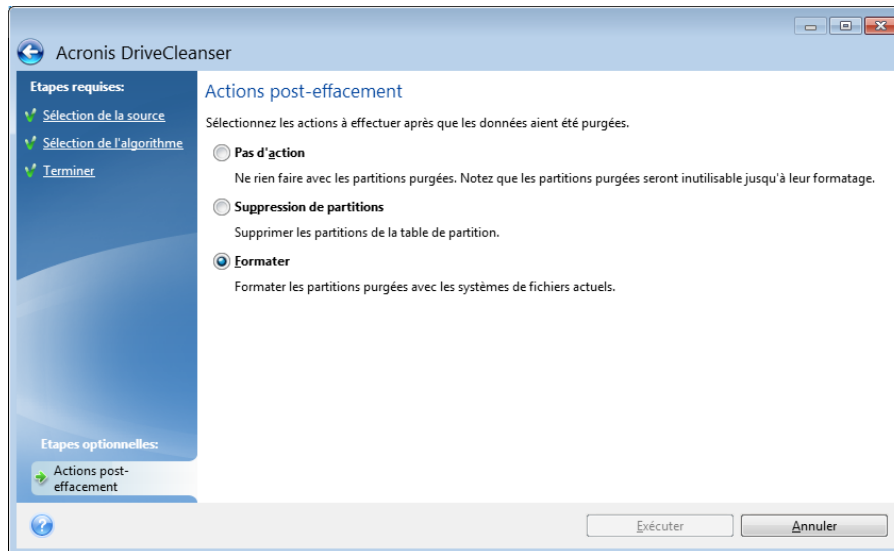 Acronis DriveCleanser
Etapes requises:
Sélection de la source
Sélection de l'algorithme
Terminer
Etapes optionnelles:
Actions post-
effacement
Actions post-effacement
Sélectionnez les actions à effectuer après que les données aient été purgées.
Pas d'action
Ne rien faire avec les partitions purgées. Notez que les partitions purgées seront inutilisable jusqu'à leur formatage.
Suppression de partitions
Supprimer les partitions de la table de partition.
Formater
Formater les partitions purgées avec les systèmes de fichiers actuels.
Exécuter
Annuler